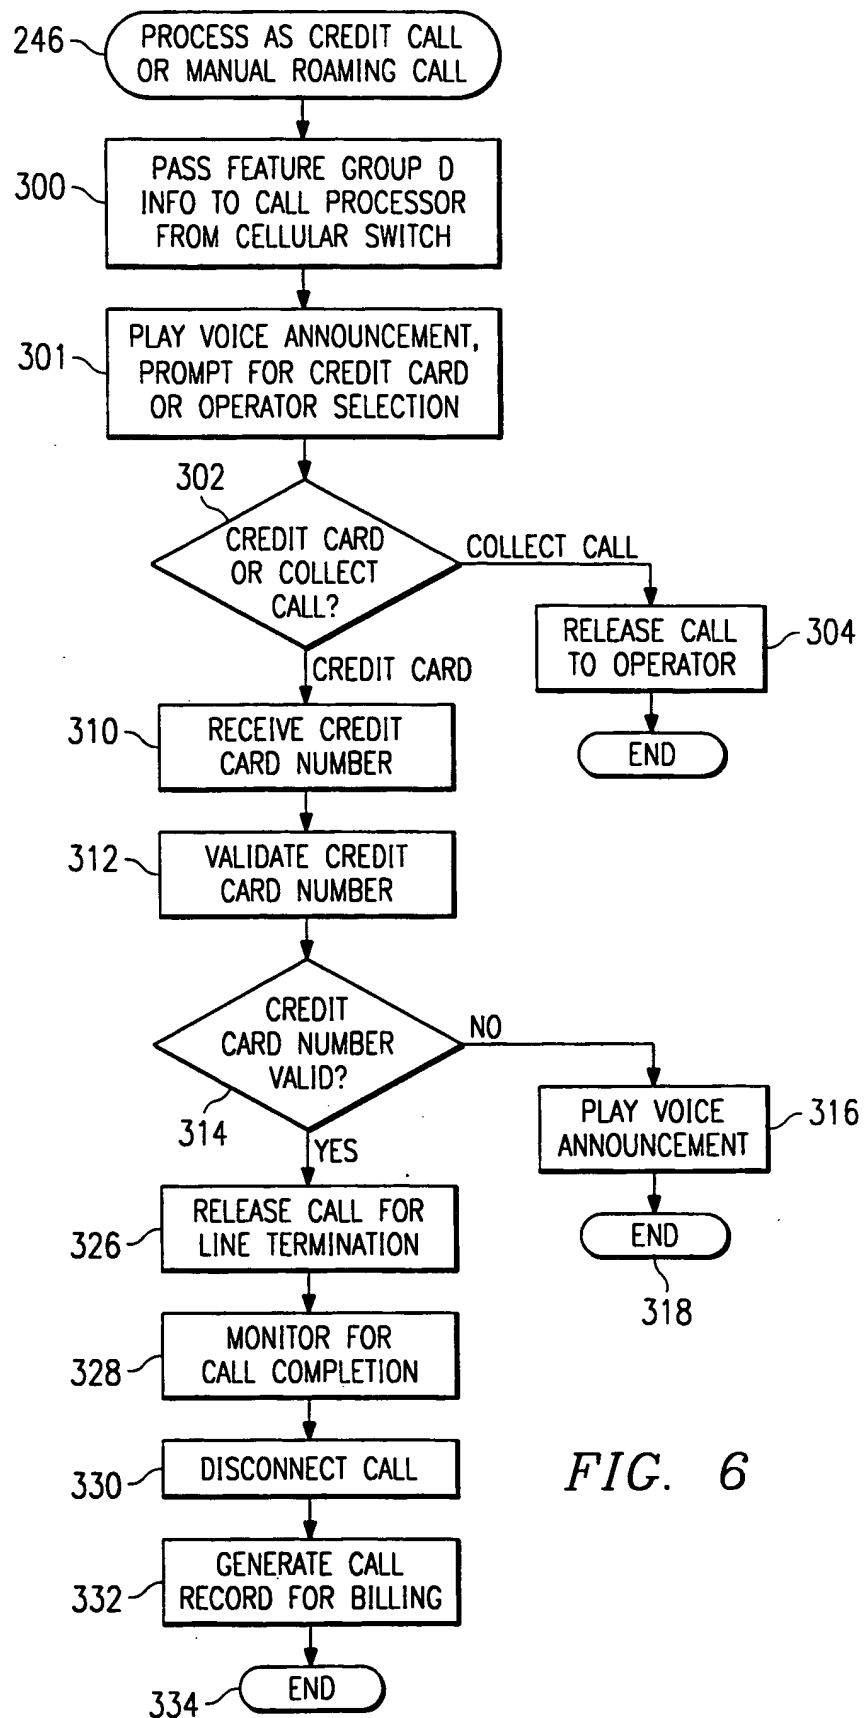 246
PROCESS AS CREDIT CALL
OR MANUAL ROAMING CALL
300
PASS FEATURE GROUP D
INFO TO CALL PROCESSOR
FROM CELLULAR SWITCH
301
PLAY VOICE ANNOUNCEMENT,
PROMPT FOR CREDIT CARD
OR OPERATOR SELECTION
302
CREDIT CARD
OR COLLECT
CALL?
COLLECT CALL
RELEASE CALL
TO OPERATOR
304
END
CREDIT CARD
310
RECEIVE CREDIT
CARD NUMBER
312
VALIDATE CREDIT
CARD NUMBER
CREDIT
CARD NUMBER
VALID?
314
NO
PLAY VOICE
ANNOUNCEMENT
316
END
318
YES
326
RELEASE CALL FOR
LINE TERMINATION
328
MONITOR FOR
CALL COMPLETION
330
DISCONNECT CALL
332
GENERATE CALL
RECORD FOR BILLING
334
END
FIG. 6